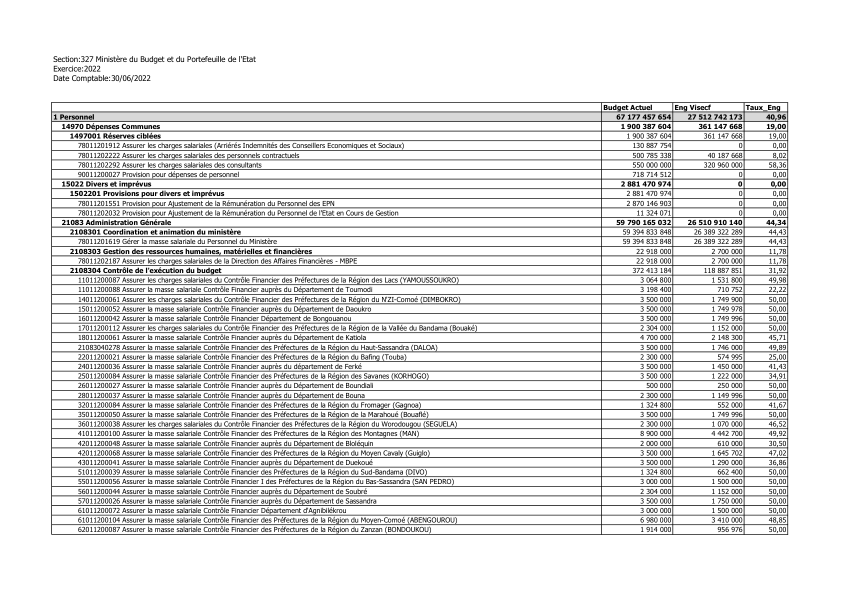 Section:327 Ministère du Budget et du Portefeuille de l'Etat
Exercice:2022
Date Comptable:30/06/2022
Budget Actuel Eng Visecf Taux_Eng
1 Personnel 67 177 457 654 27 512 742 173 40,96
14970 Dépenses Communes 1 900 387 604 361 147 668 19,00
1497001 Réserves ciblées 1 900 387 604 361 147 668 19,00
78011201912 Assurer les charges salariales (Arriérés Indemnités des Conseillers Economiques et Sociaux) 130 887 754 0 0,00
78011202222 Assurer les charges salariales des personnels contractuels 500 785 338 40 187 668 8,02
78011202292 Assurer les charges salariales des consultants 550 000 000 320 960 000 58,36
90011200027 Provision pour dépenses de personnel 718 714 512 0 0,00
15022 Divers et imprévus 2 881 470 974 0 0,00
1502201 Provisions pour divers et imprévus 2 881 470 974 0 0,00
78011201551 Provision pour Ajustement de la Rémunération du Personnel des EPN 2 870 146 903 0 0,00
78011202032 Provision pour Ajustement de la Rémunération du Personnel de l'Etat en Cours de Gestion 11 324 071 0 0,00
21083 Administration Générale 59 790 165 032 26 510 910 140 44,34
2108301 Coordination et animation du ministère 59 394 833 848 26 389 322 289 44,43
78011201619 Gérer la masse salariale du Personnel du Ministère 59 394 833 848 26 389 322 289 44,43
2108303 Gestion des ressources humaines, matérielles et financières 22 918 000 2 700 000 11,78
78011202187 Assurer les charges salariales de la Direction des Affaires Financières - MBPE 22 918 000 2 700 000 11,78
2108304 Contrôle de l'exécution du budget 372 413 184 118 887 851 31,92
11011200087 Assurer les charges salariales du Contrôle Financier des Préfectures de la Région des Lacs (YAMOUSSOUKRO) 3 064 800 1 531 800 49,98
11011200088 Assurer la masse salariale Contrôle Financier auprès du Département de Toumodi 3 198 400 710 752 22,22
14011200061 Assurer les charges salariales du Contrôle Financier des Préfectures de la Région du N'ZI-Comoé (DIMBOKRO) 3 500 000 1 749 900 50,00
15011200052 Assurer la masse salariale Contrôle Financier auprès du Département de Daoukro 3 500 000 1 749 978 50,00
16011200042 Assurer la masse salariale Contrôle Financier Département de Bongouanou 3 500 000 1 749 996 50,00
17011200112 Assurer les charges salariales du Contrôle Financier des Préfectures de la Région de la Vallée du Bandama (Bouaké) 2 304 000 1 152 000 50,00
18011200061 Assurer la masse salariale Contrôle Financier auprès du Département de Katiola 4 700 000 2 148 300 45,71
21083040278 Assurer la masse salariale Contrôle Financier des Préfectures de la Région du Haut-Sassandra (DALOA) 3 500 000 1 746 000 49,89
22011200021 Assurer la masse salariale Contrôle Financier des Préfectures de la Région du Bafing (Touba) 2 300 000 574 995 25,00
24011200036 Assurer la masse salariale Contrôle Financier auprès du département de Ferké 3 500 000 1 450 000 41,43
25011200084 Assurer la masse salariale Contrôle Financier des Préfectures de la Région des Savanes (KORHOGO) 3 500 000 1 222 000 34,91
26011200027 Assurer la masse salariale Contrôle Financier auprès du Département de Boundiali 500 000 250 000 50,00
28011200037 Assurer la masse salariale Contrôle Financier auprès du Département de Bouna 2 300 000 1 149 996 50,00
32011200084 Assurer la masse salariale Contrôle Financier des Préfectures de la Région du Fromager (Gagnoa) 1 324 800 552 000 41,67
35011200050 Assurer la masse salariale Contrôle Financier des Préfectures de la Région de la Marahoué (Bouaflé) 3 500 000 1 749 996 50,00
36011200038 Assurer les charges salariales du Contrôle Financier des Préfectures de la Région du Worodougou (SEGUELA) 2 300 000 1 070 000 46,52
41011200100 Assurer la masse salariale Contrôle Financier des Préfectures de la Région des Montagnes (MAN) 8 900 000 4 442 700 49,92
42011200048 Assurer la masse salariale Contrôle Financier auprès du Département de Bloléquin 2 000 000 610 000 30,50
42011200068 Assurer la masse salariale Contrôle Financier des Préfectures de la Région du Moyen Cavaly (Guiglo) 3 500 000 1 645 702 47,02
43011200041 Assurer la masse salariale Contrôle Financier auprès du Département de Duekoué 3 500 000 1 290 000 36,86
51011200039 Assurer la masse salariale Contrôle Financier des Préfectures de la Région du Sud-Bandama (DIVO) 1 324 800 662 400 50,00
55011200056 Assurer la masse salariale Contrôle Financier I des Préfectures de la Région du Bas-Sassandra (SAN PEDRO) 3 000 000 1 500 000 50,00
56011200044 Assurer la masse salariale Contrôle Financier auprès du Département de Soubré 2 304 000 1 152 000 50,00
57011200026 Assurer la masse salariale Contrôle Financier auprès du Département de Sassandra 3 500 000 1 750 000 50,00
61011200072 Assurer la masse salariale Contrôle Financier Département d'Agnibilékrou 3 000 000 1 500 000 50,00
61011200104 Assurer la masse salariale Contrôle Financier des Préfectures de la Région du Moyen-Comoé (ABENGOUROU) 6 980 000 3 410 000 48,85
62011200087 Assurer la masse salariale Contrôle Financier des Préfectures de la Région du Zanzan (BONDOUKOU) 1 914 000 956 976 50,00